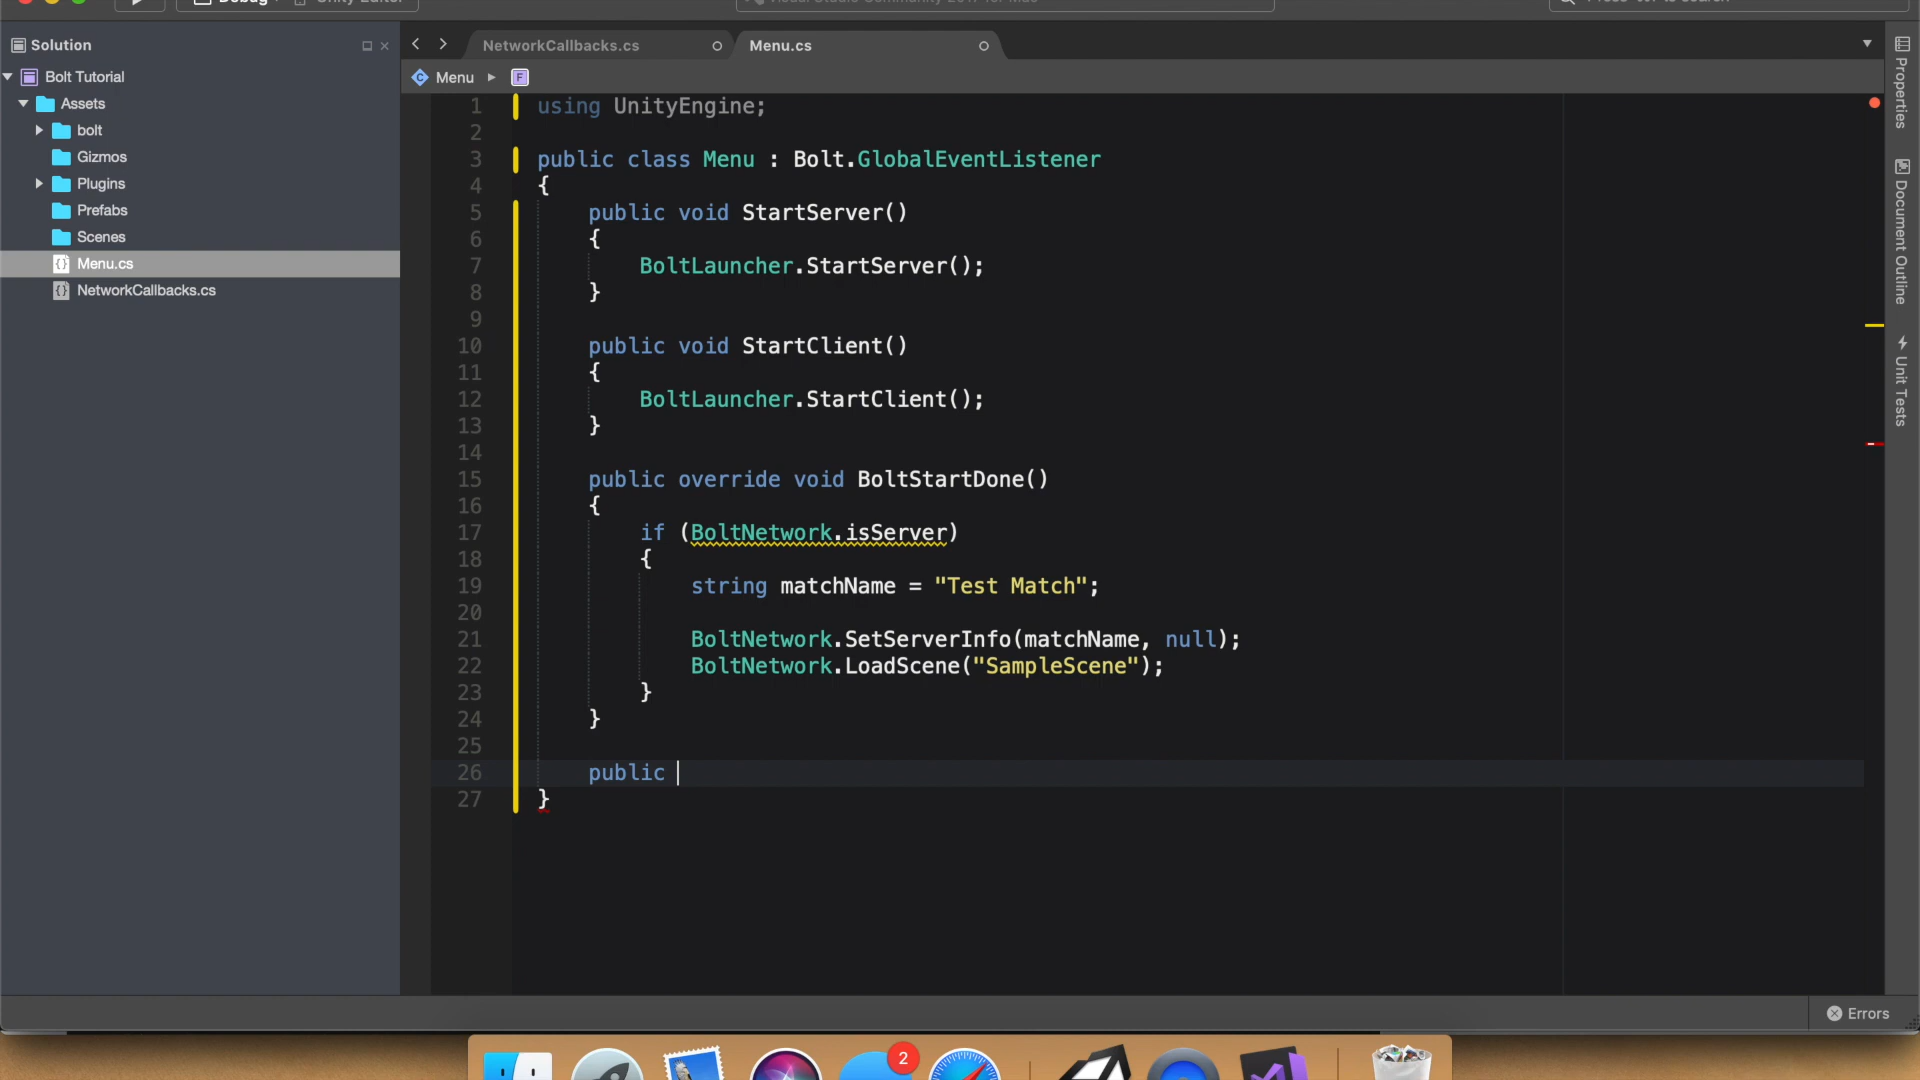 Solution
NetworkCallbacks.cs
Menu.cs
Bolt Tutorial
Menu
F
Assets
bolt
Gizmos
Plugins
Prefabs
Scenes
Menu.cs
NetworkCallbacks.cs
1 using UnityEngine;
2
3 public class Menu : Bolt.GlobalEventListener
4 {
5 public void StartServer()
6 {
7 BoltLauncher.StartServer();
8 }
9
10 public void StartClient()
11 {
12 BoltLauncher.StartClient();
13 }
14
15 public override void BoltStartDone()
16 {
17 if (BoltNetwork.isServer)
18 {
19 string matchName = "Test Match";
20
21 BoltNetwork.SetServerInfo(matchName, null);
22 BoltNetwork.LoadScene("SampleScene");
23 }
24 }
25
26 public
27 }
Properties
Document Outline
Unit Tests
Errors
2